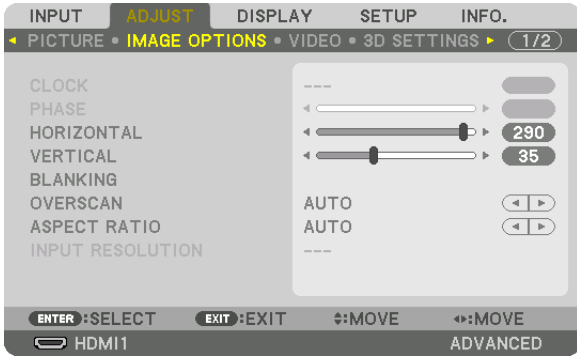 INPUT ADJUST DISPLAY SETUP INFO.
PICTURE • IMAGE OPTIONS • VIDEO • 3D SETTINGS (1/2)
CLOCK ---
PHASE
HORIZONTAL 290
VERTICAL 35
BLANKING
OVERSCAN AUTO
ASPECT RATIO AUTO
INPUT RESOLUTION ---
ENTER :SELECT EXIT :EXIT :MOVE :MOVE
HDMI1 ADVANCED